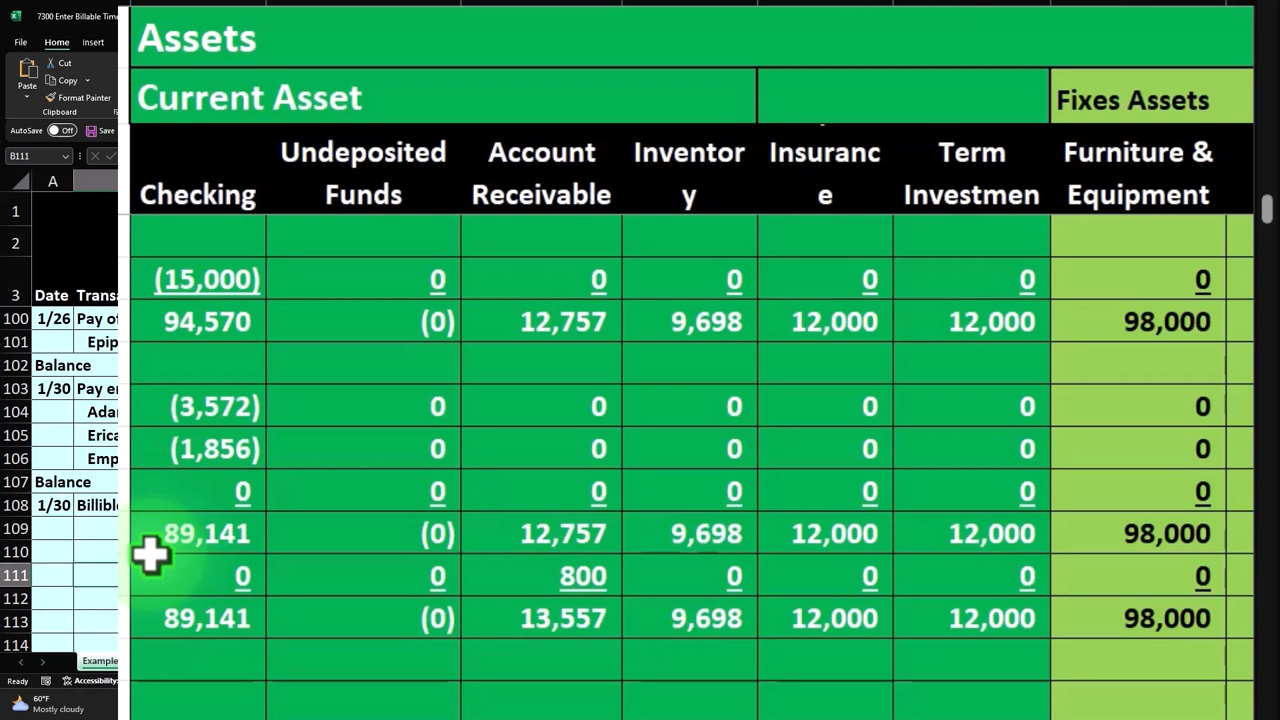 7300 Enter Billable Time
File Home Insert
Paste
Cut
Copy
Format Painter
Clipboard
AutoSave Off Save
B111
A
1
2
3 Date Transa
100 1/26 Pay of
101 Epip
102 Balance
103 1/30 Pay en
104 Adar
105 Erica
106 Emp
107 Balance
108 1/30 Billible
109
110
111
112
113
114
Example
Ready Accessibility
60°F
Mostly cloudy
Assets
Current Asset Fixes Assets
Undeposited Account Inventor Insuranc Term Furniture &
Checking Funds Receivable y e Investmen Equipment
(15,000) 0 0 0 0 0 0
94,570 (0) 12,757 9,698 12,000 12,000 98,000
(3,572) 0 0 0 0 0 0
(1,856) 0 0 0 0 0 0
0 0 0 0 0 0 0
89,141 (0) 12,757 9,698 12,000 12,000 98,000
0 0 800 0 0 0 0
89,141 (0) 13,557 9,698 12,000 12,000 98,000